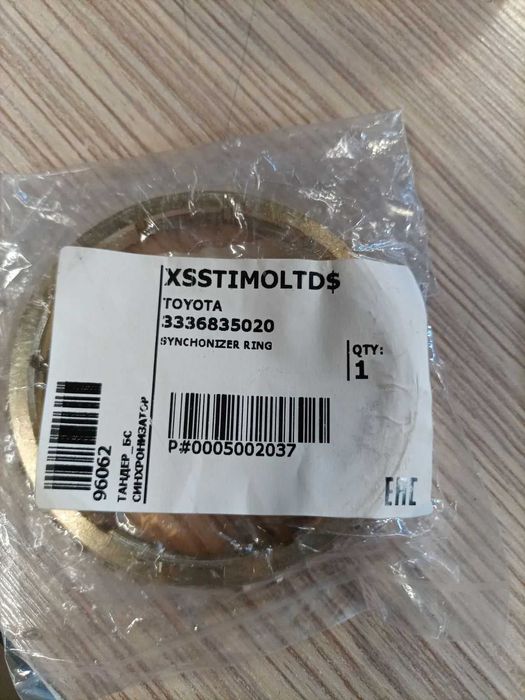 XSSTIMOLTD$
TOYOTA
3336835020
SYNCHONIZER RING
QTY:
1
P#0005002037
96062
ТАНДЕР_БС
СИНХРОНИЗАТОР
EAC